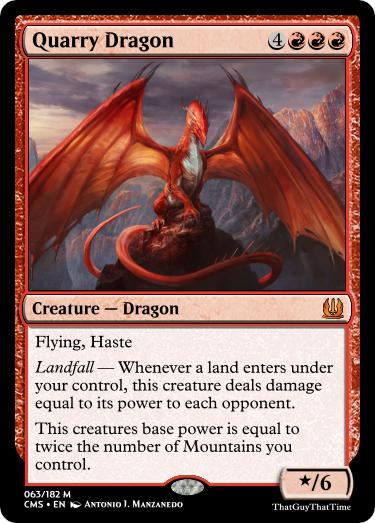 Quarry Dragon 4
Creature — Dragon
Flying, Haste
Landfall — Whenever a land enters under
your control, this creature deals damage
equal to its power to each opponent.
This creatures base power is equal to
twice the number of Mountains you
control.
*/6
063/182 M
CMS • EN Antonio J. Manzanedo
ThatGuyThatTime